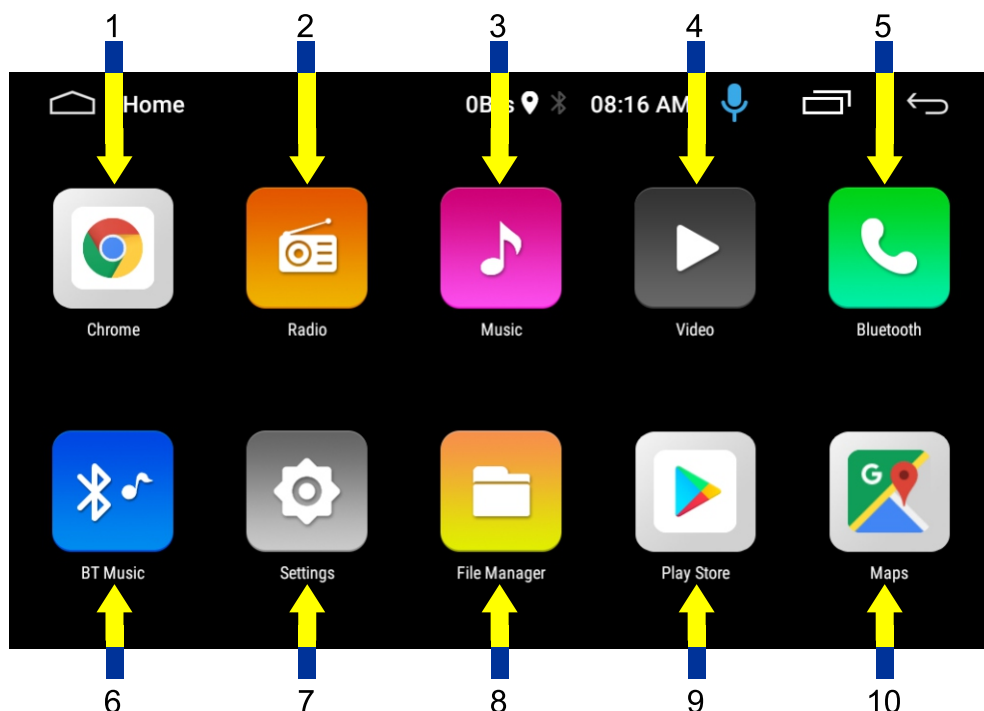 1 2 3 4 5
Home 0B/s 08:16 AM
Chrome Radio Music Video Bluetooth
G
BT Music Settings File Manager Play Store Maps
6 7 8 9 10